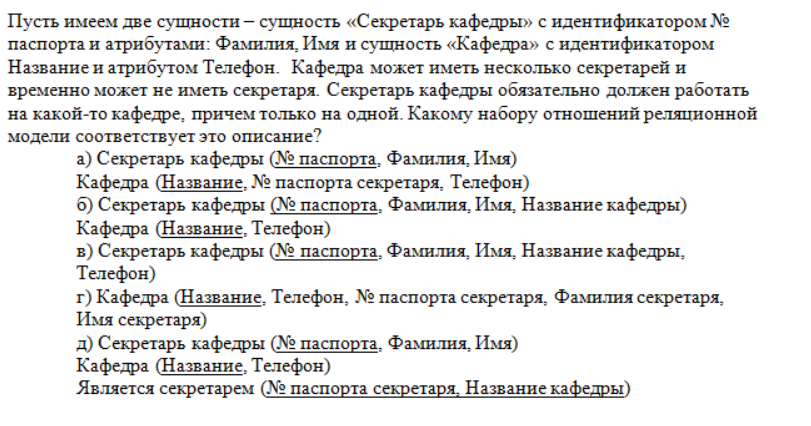 Пусть имеем две сущности – сущность «Секретарь кафедры» с идентификатором №
паспорта и атрибутами: Фамилия, Имя и сущность «Кафедра» с идентификатором
Название и атрибутом Телефон. Кафедра может иметь несколько секретарей и
временно может не иметь секретаря. Секретарь кафедры обязательно должен работать
на какой-то кафедре, причем только на одной. Какому набору отношений реляционной
модели соответствует это описание?
а) Секретарь кафедры (№ паспорта, Фамилия, Имя)
Кафедра (Название, № паспорта секретаря, Телефон)
б) Секретарь кафедры (№ паспорта, Фамилия, Имя, Название кафедры)
Кафедра (Название, Телефон)
в) Секретарь кафедры (№ паспорта, Фамилия, Имя, Название кафедры,
Телефон)
г) Кафедра (Название, Телефон, № паспорта секретаря, Фамилия секретаря,
Имя секретаря)
д) Секретарь кафедры (№ паспорта, Фамилия, Имя)
Кафедра (Название, Телефон)
Является секретарем (№ паспорта секретаря, Название кафедры)